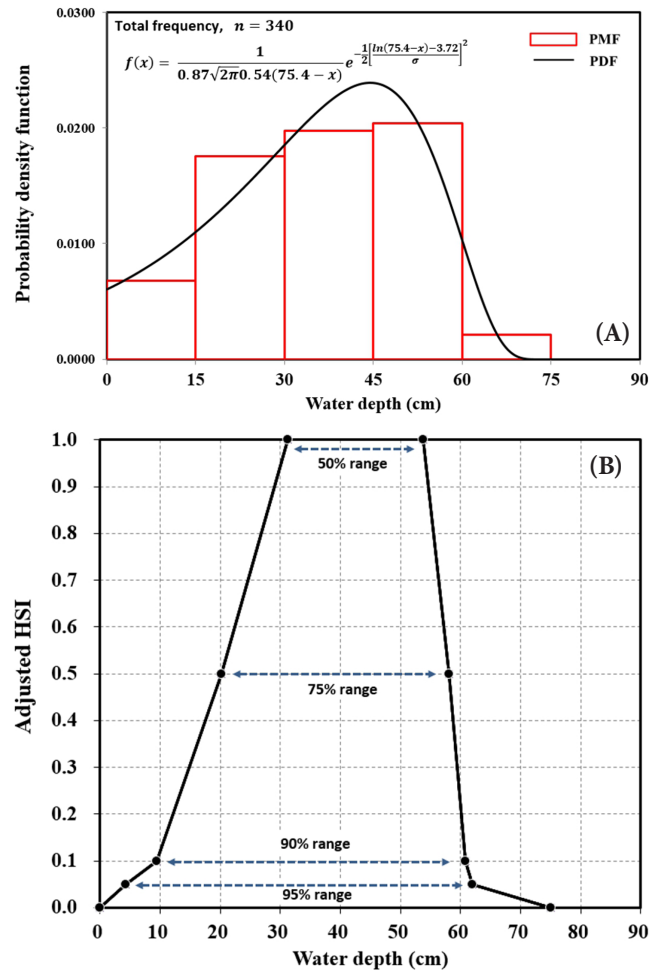 Total frequency, n = 340
f(x) = 1 / 0.87√2π0.54(75.4 − x) e^−1/2[ln(75.4−x)−3.72 / σ]^2
PMF
PDF
Probability density function
0.0300
0.0200
0.0100
0.0000
0 15 30 45 60 75 90
Water depth (cm)
(A)
(B)
Adjusted HSI
1.0
0.9
0.8
0.7
0.6
0.5
0.4
0.3
0.2
0.1
0.0
50% range
75% range
90% range
95% range
0 10 20 30 40 50 60 70 80 90
Water depth (cm)